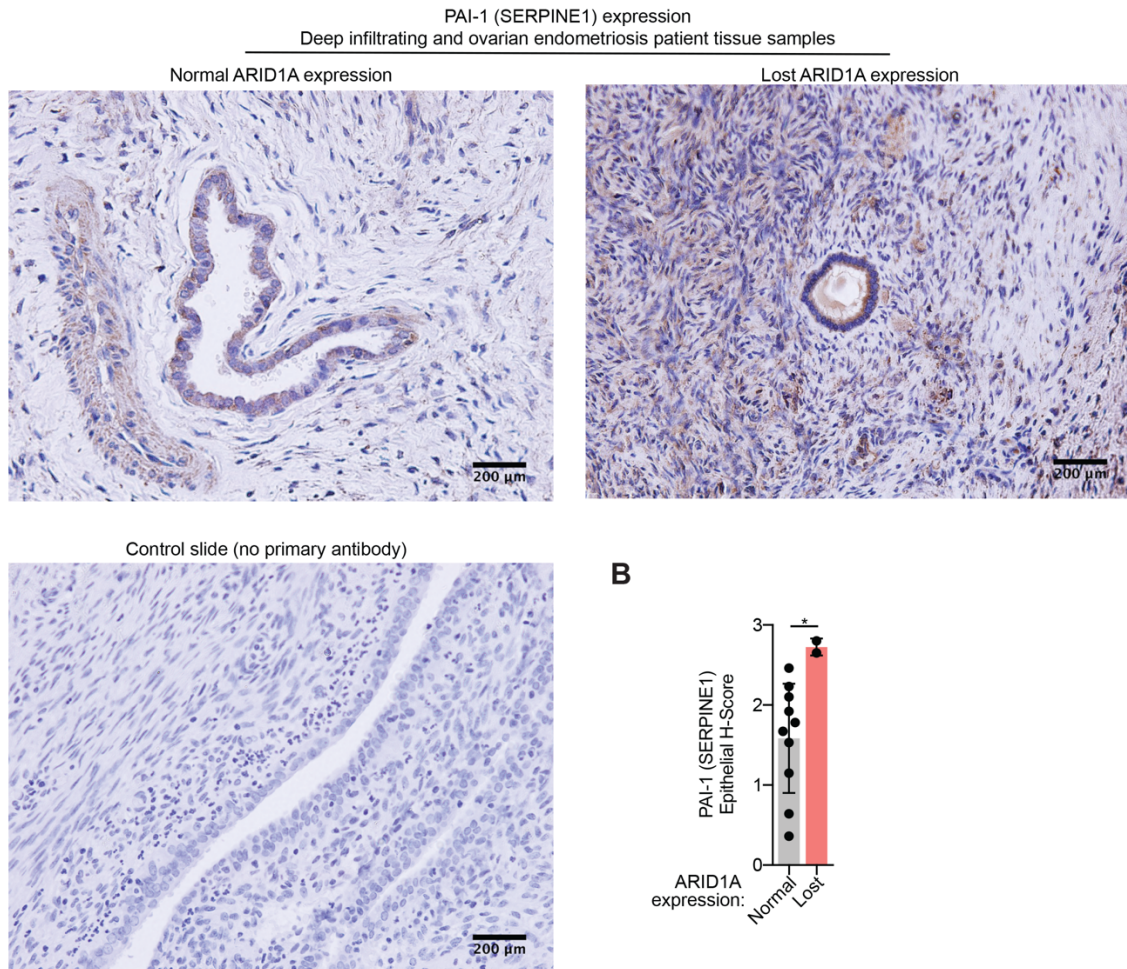 PAI-1 (SERPINE1) expression
Deep infiltrating and ovarian endometriosis patient tissue samples
Normal ARID1A expression
Lost ARID1A expression
200 µm
200 µm
Control slide (no primary antibody)
200 µm
B
3
2
1
0
*
PAI-1 (SERPINE1)
Epithelial H-Score
ARID1A
expression:
Normal
Lost